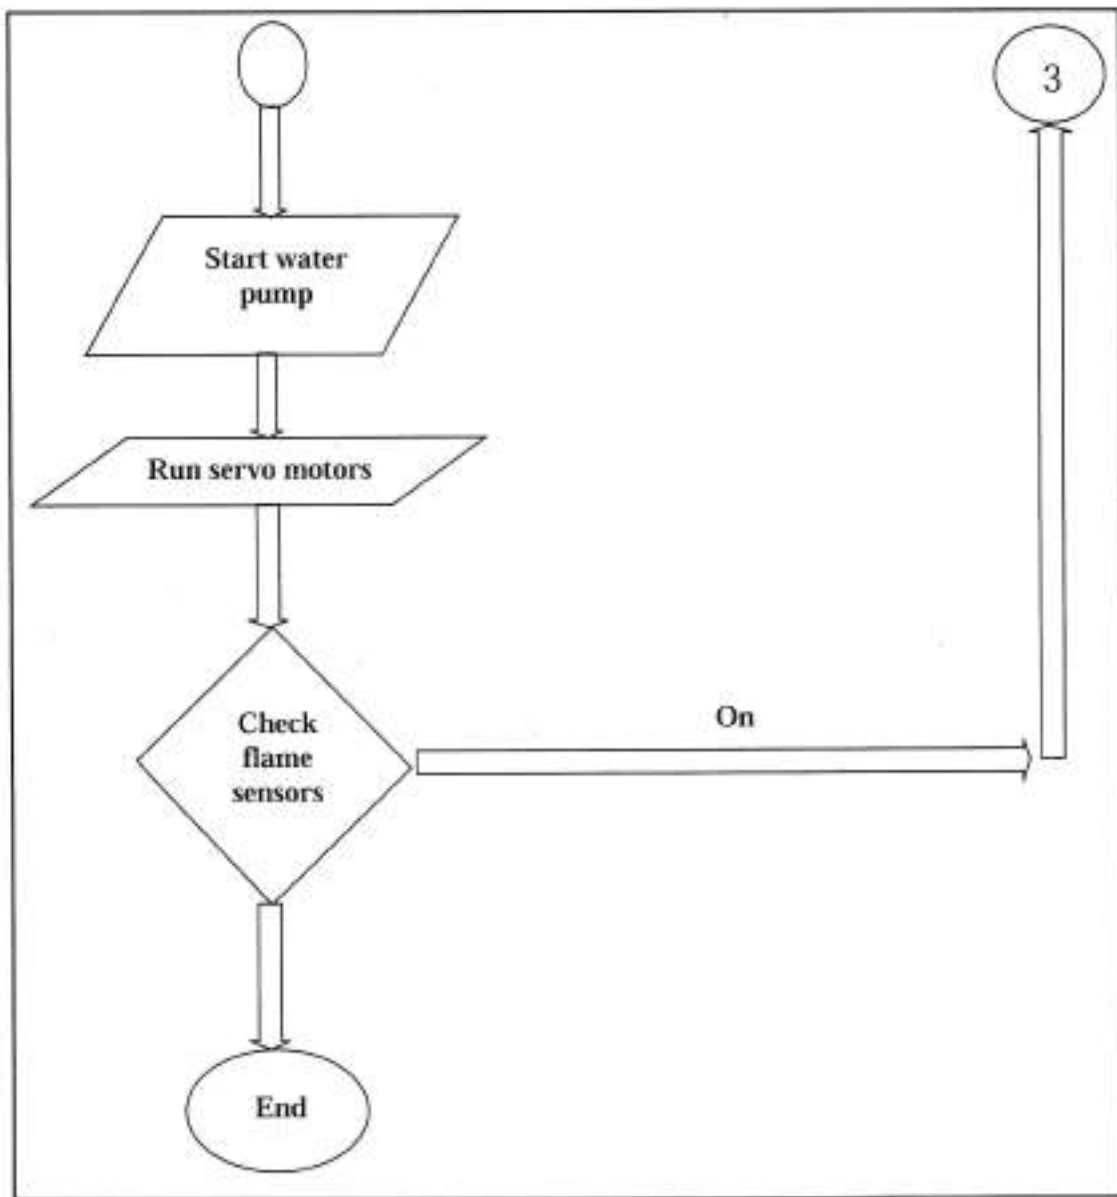 3
Start water
pump
Run servo motors
On
Check
flame
sensors
End